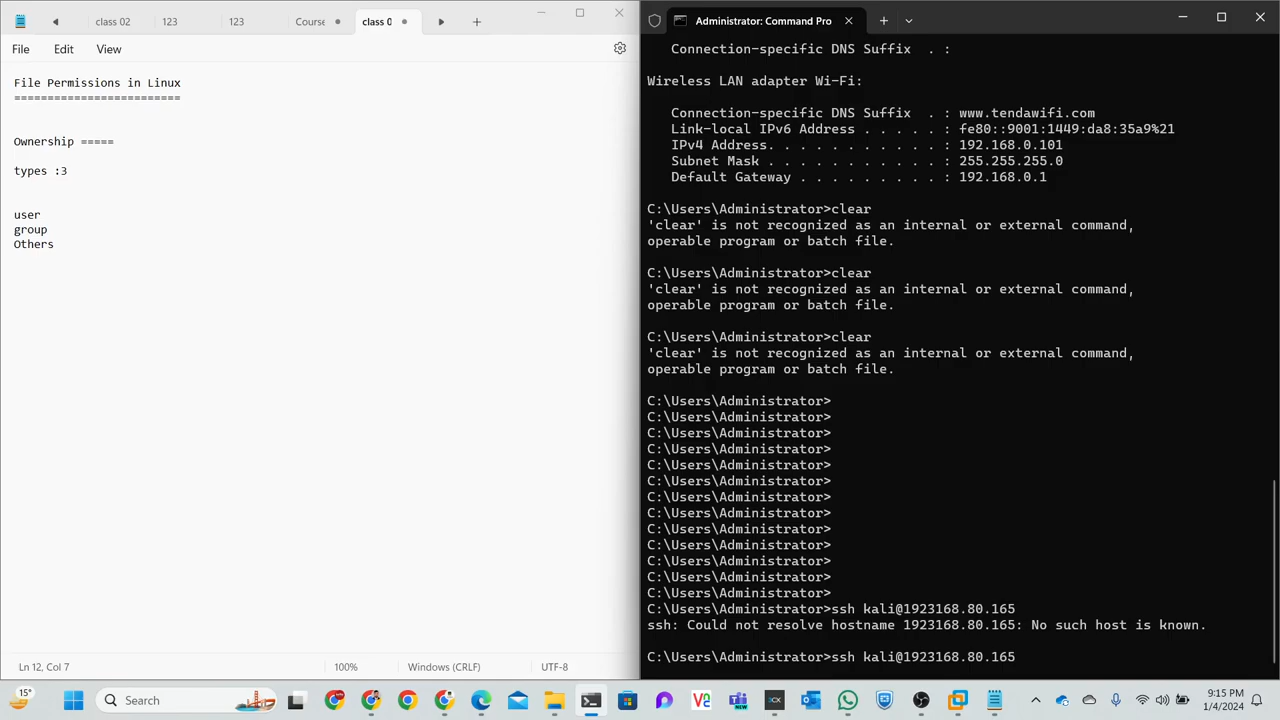 class 02
123
123
Course
class 0
File
Edit
View
File Permissions in Linux
=========================
Ownership =====
types :3
user
group
Others
Ln 12, Col 7
100%
Windows (CRLF)
UTF-8
Administrator: Command Pro
Connection-specific DNS Suffix . :
Wireless LAN adapter Wi-Fi:
Connection-specific DNS Suffix . : www.tendawifi.com
Link-local IPv6 Address . . . . . : fe80::9001:1449:da8:35a9%21
IPv4 Address. . . . . . . . . . . : 192.168.0.101
Subnet Mask . . . . . . . . . . . : 255.255.255.0
Default Gateway . . . . . . . . . : 192.168.0.1
C:\Users\Administrator>clear
'clear' is not recognized as an internal or external command,
operable program or batch file.
C:\Users\Administrator>clear
'clear' is not recognized as an internal or external command,
operable program or batch file.
C:\Users\Administrator>clear
'clear' is not recognized as an internal or external command,
operable program or batch file.
C:\Users\Administrator>
C:\Users\Administrator>
C:\Users\Administrator>
C:\Users\Administrator>
C:\Users\Administrator>
C:\Users\Administrator>
C:\Users\Administrator>
C:\Users\Administrator>
C:\Users\Administrator>
C:\Users\Administrator>
C:\Users\Administrator>
C:\Users\Administrator>
C:\Users\Administrator>
C:\Users\Administrator>ssh kali@1923168.80.165
ssh: Could not resolve hostname 1923168.80.165: No such host is known.
C:\Users\Administrator>ssh kali@1923168.80.165
15°
Search
9:15 PM
1/4/2024